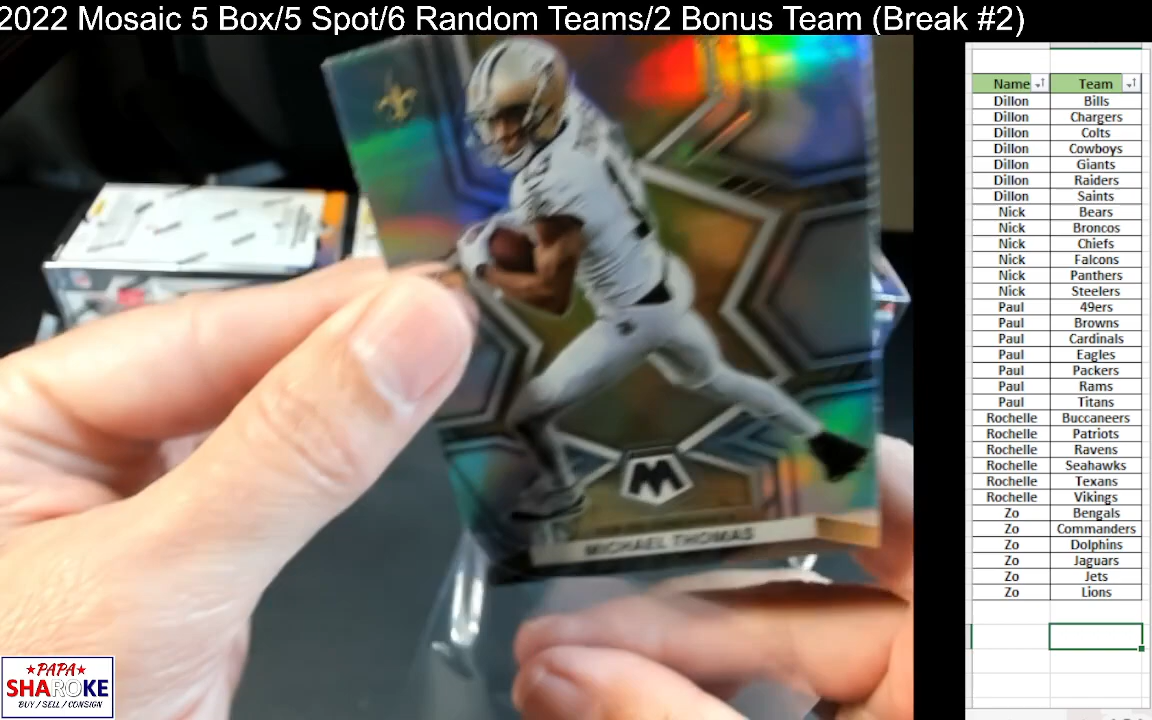 2022 Mosaic 5 Box/5 Spot/6 Random Teams/2 Bonus Team (Break #2)
Name Team
Dillon Bills
Dillon Chargers
Dillon Colts
Dillon Cowboys
Dillon Giants
Dillon Raiders
Dillon Saints
Nick Bears
Nick Broncos
Nick Chiefs
Nick Falcons
Nick Panthers
Nick Steelers
Paul 49ers
Paul Browns
Paul Cardinals
Paul Eagles
Paul Packers
Paul Rams
Paul Titans
Rochelle Buccaneers
Rochelle Patriots
Rochelle Ravens
Rochelle Seahawks
Rochelle Texans
Rochelle Vikings
Zo Bengals
Zo Commanders
Zo Dolphins
Zo Jaguars
Zo Jets
Zo Lions
M
MICHAEL THOMAS
PAPA
SHAROKE
BUY / SELL / CONSIGN